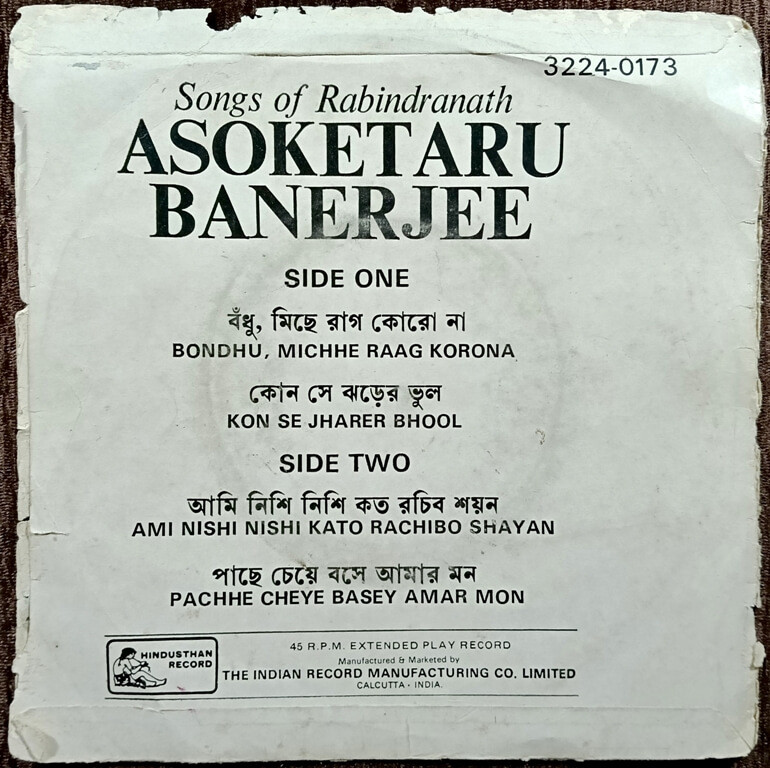 3224-0173
Songs of Rabindranath
ASOKETARU
BANERJEE
SIDE ONE
বঁধু, মিছে রাগ কোরো না
BONDHU, MICHHE RAAG KORONA
কোন সে ঝড়ের ভুল
KON SE JHARER BHOOL
SIDE TWO
আমি নিশি নিশি কত রচিব শয়ন
AMI NISHI NISHI KATO RACHIBO SHAYAN
পাছে চেয়ে বসে আমার মন
PACHHE CHEYE BASEY AMAR MON
HINDUSTHAN
RECORD
45 R.P.M. EXTENDED PLAY RECORD
Manufactured & Marketed by
THE INDIAN RECORD MANUFACTURING CO. LIMITED
CALCUTTA - INDIA.